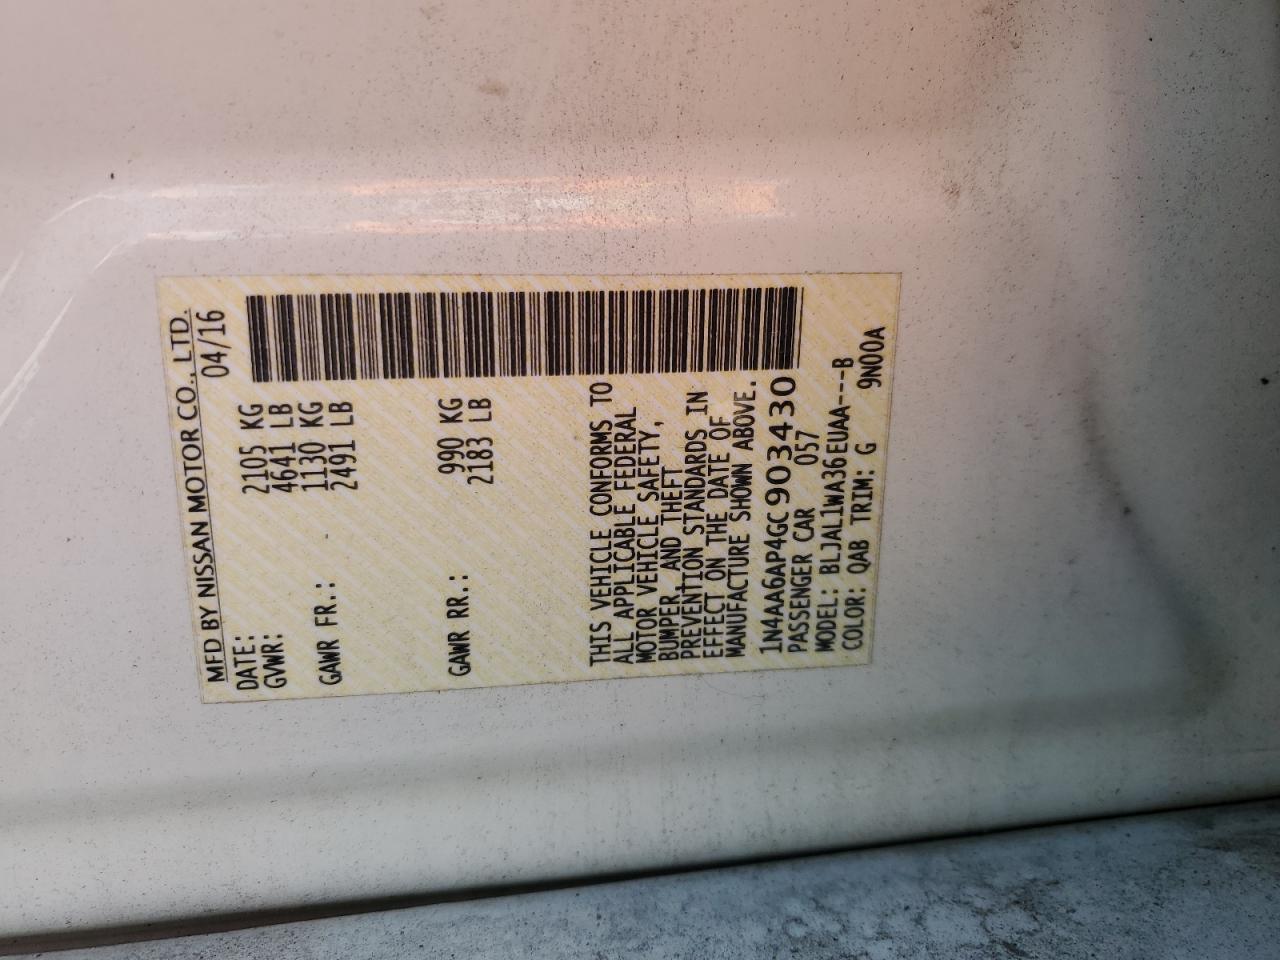 MFD BY NISSAN MOTOR CO., LTD.
DATE: 04/16
GVWR: 2105 KG
4641 LB
GAWR FR.: 1130 KG
2491 LB
GAWR RR.: 990 KG
2183 LB
THIS VEHICLE CONFORMS TO
ALL APPLICABLE FEDERAL
MOTOR VEHICLE SAFETY,
BUMPER, AND THEFT
PREVENTION STANDARDS IN
EFFECT ON THE DATE OF
MANUFACTURE SHOWN ABOVE.
1N4AA6AP4GC903430
PASSENGER CAR 057
MODEL: BLJAL1WA36EUAA---B
COLOR: QAB TRIM: G 9N00A